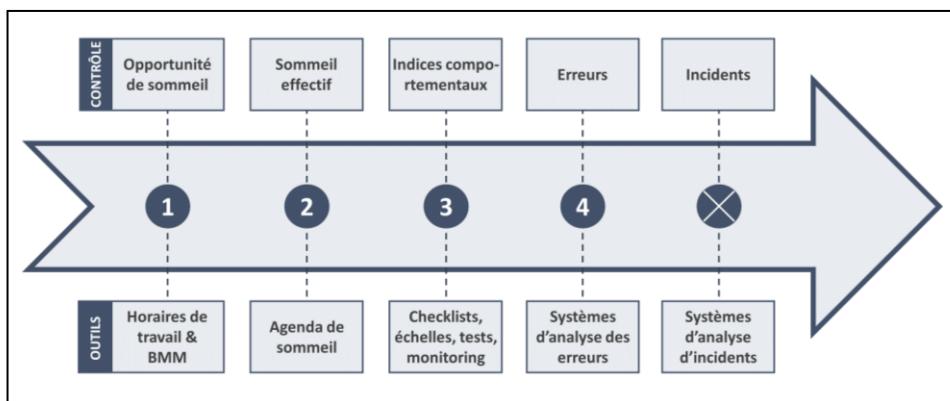 CONTRÔLE
Opportunité
de sommeil
Sommeil
effectif
Indices compo-
rtementaux
Erreurs
Incidents
1
2
3
4
OUTILS
Horaires de
travail &
BMM
Agenda de
sommeil
Checklists,
échelles, tests,
monitoring
Systèmes
d'analyse des
erreurs
Systèmes
d'analyse
d'incidents